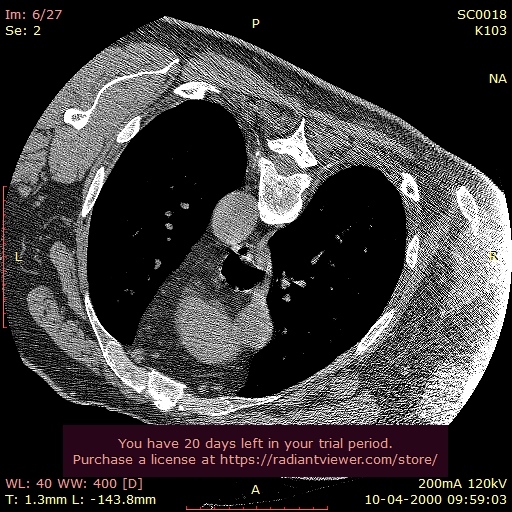 Im: 6/27
Se: 2
P
SC0018
K103
NA
L
R
You have 20 days left in your trial period.
Purchase a license at https://radiantviewer.com/store/
WL: 40 WW: 400 [D]
T: 1.3mm L: -143.8mm
A
200mA 120kV
10-04-2000 09:59:03